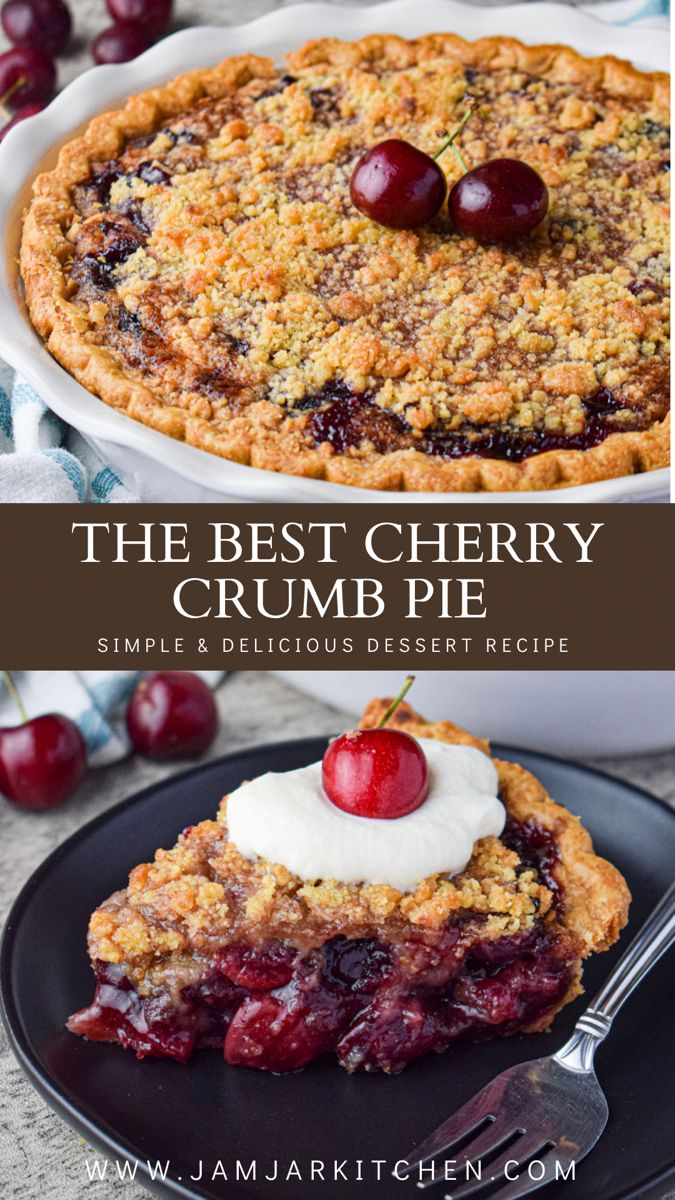 THE BEST CHERRY
CRUMB PIE
SIMPLE & DELICIOUS DESSERT RECIPE
WWW.JAMJARKITCHEN.COM